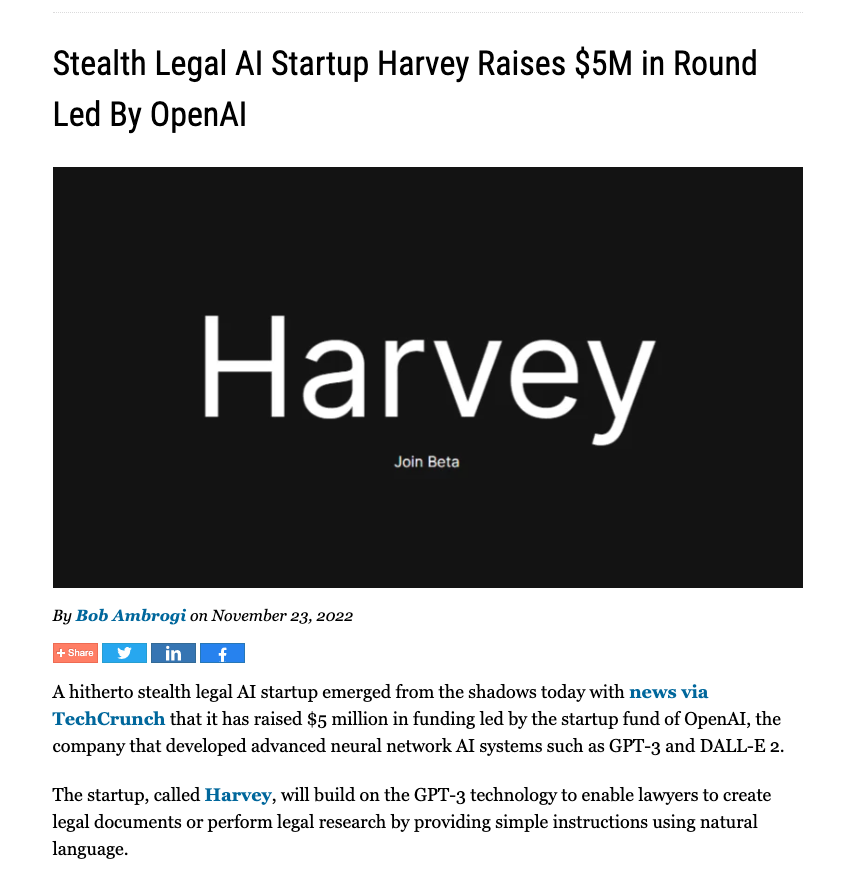 Stealth Legal AI Startup Harvey Raises $5M in Round
Led By OpenAI
Harvey
Join Beta
By Bob Ambrogi on November 23, 2022
+ Share
A hitherto stealth legal AI startup emerged from the shadows today with news via
TechCrunch that it has raised $5 million in funding led by the startup fund of OpenAI, the
company that developed advanced neural network AI systems such as GPT-3 and DALL-E 2.
The startup, called Harvey, will build on the GPT-3 technology to enable lawyers to create
legal documents or perform legal research by providing simple instructions using natural
language.